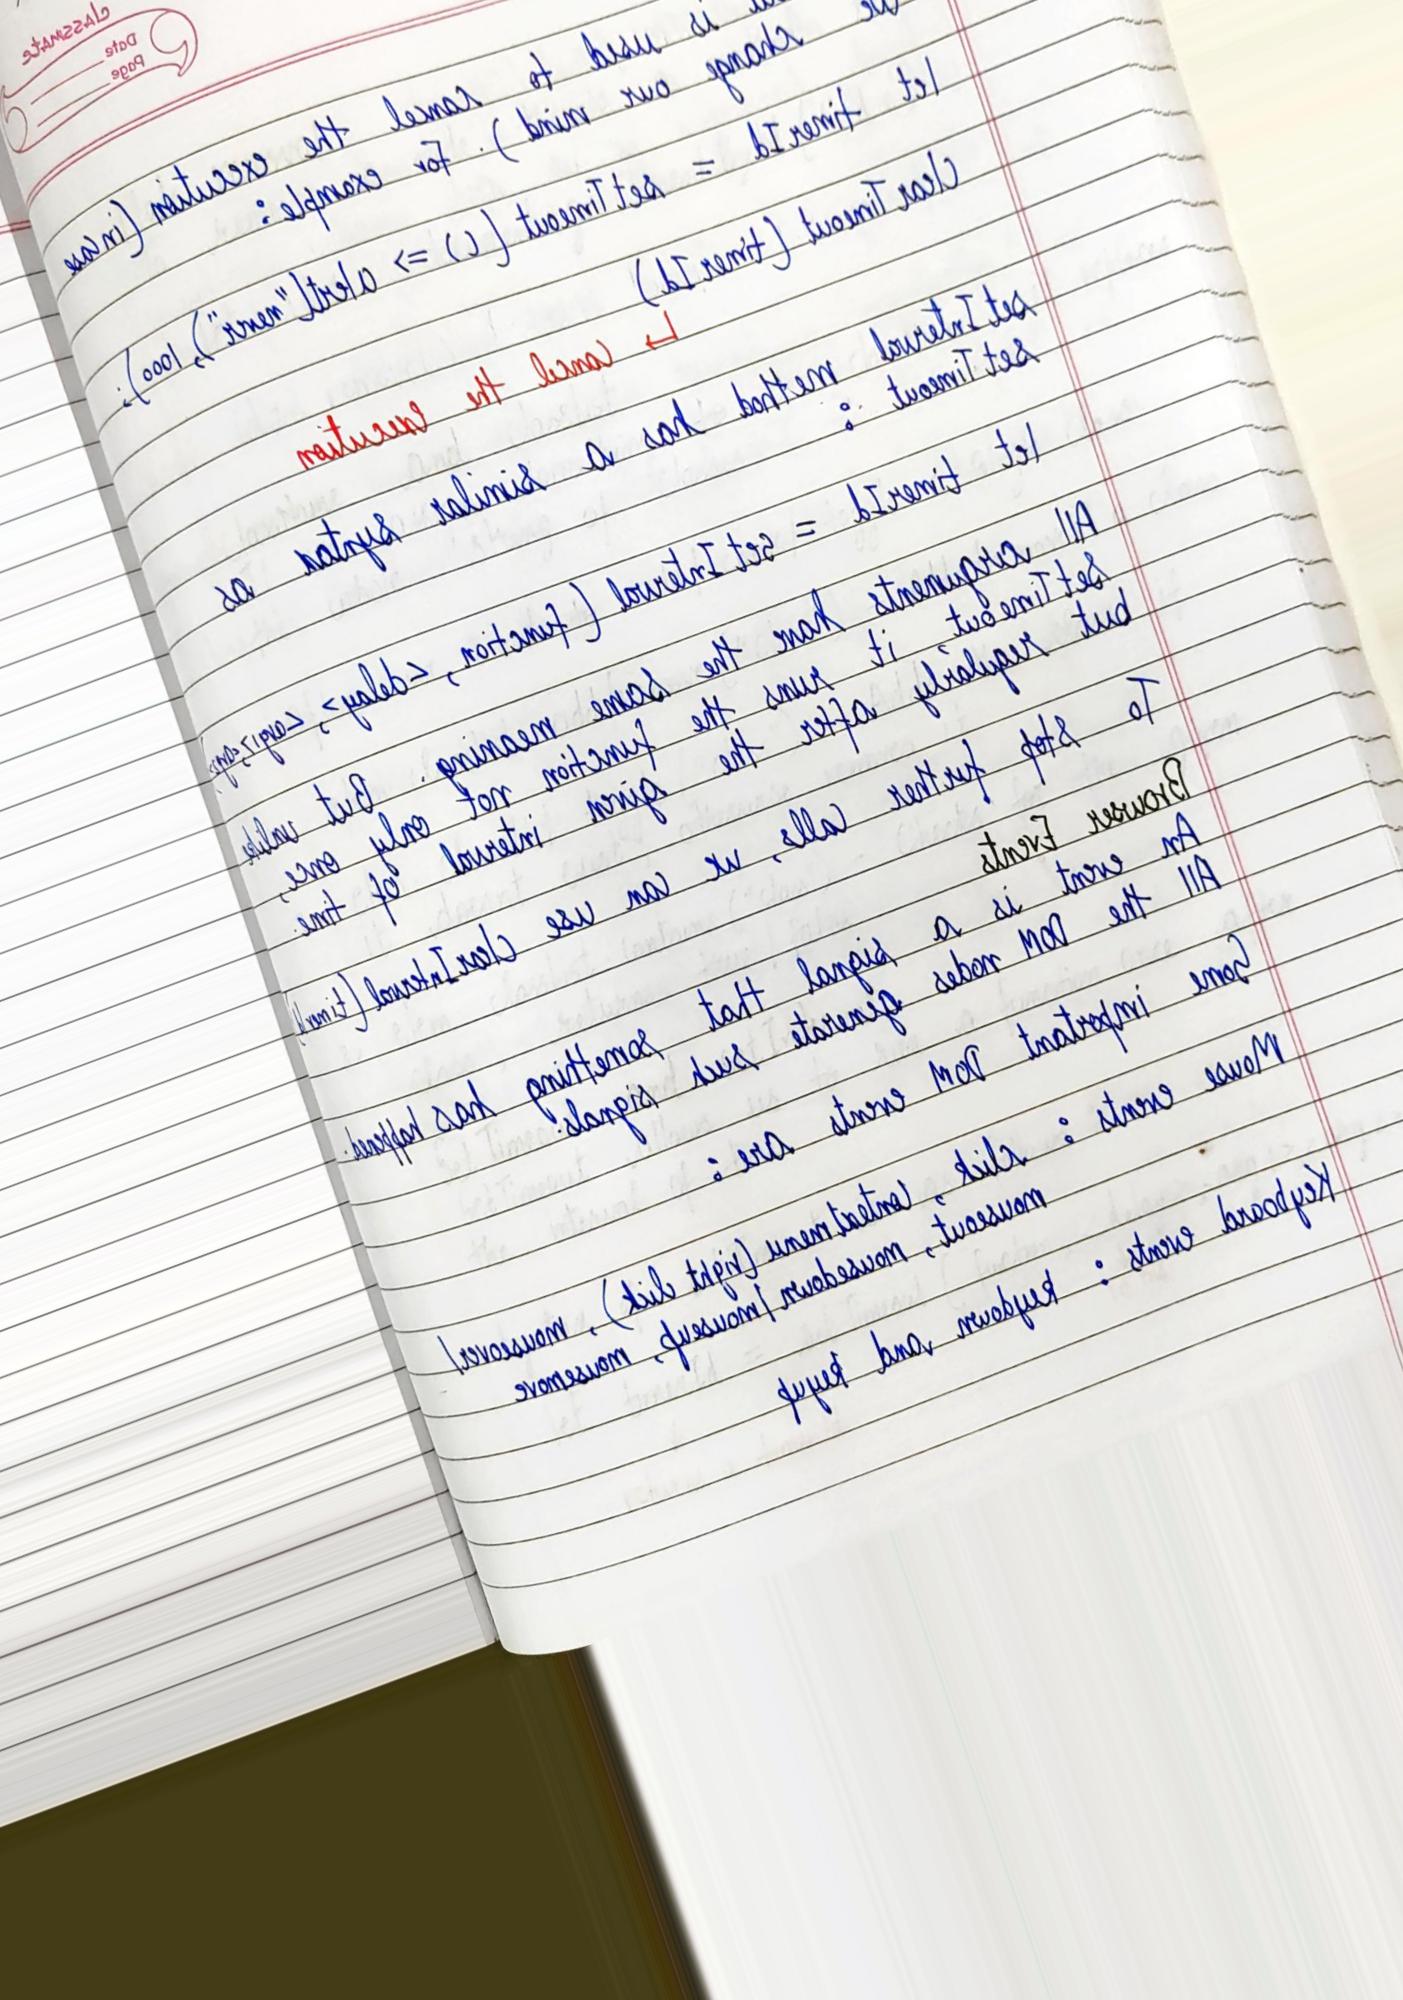 classmate
Date
Page
is used to cancel the execution (in case
we change our mind). for example:
let timerId = setTimeout (() => alert("never"), 1000);
ClearTimeout (timerId)
↳ cancel the execution
setInterval method has a similar syntax as
setTimeout :
let timerId = setInterval (function, <delay>, <arg1>
All arguments have the same meaning. But unlike
SetTimeout it runs the function not only once,
but regularly after the given interval of time.
To stop further calls, we can use ClearInterval (timerId)
Browser Events
An event is a signal that something has happened.
All the DOM nodes generate such signals.
Some important DOM events are :
Mouse events : click, contextmenu (right click), mouseover/
mouseout, mousedown/mouseup, mousemove
Keyboard events : keydown and keyup